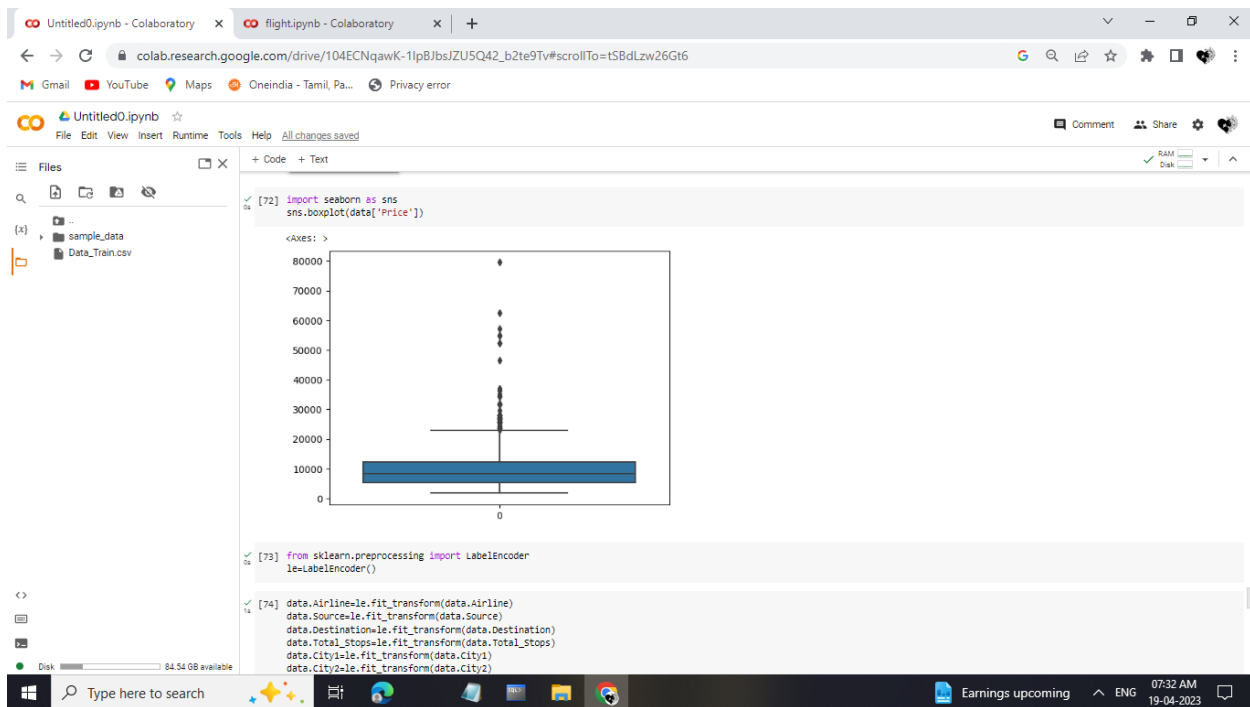 Untitled0.ipynb - Colaboratory
flight.ipynb - Colaboratory
colab.research.google.com/drive/104ECNqawK-1IpBJbsJZU5Q42_b2te9Tv#scrollTo=tSBdLzw26Gt6
Gmail YouTube Maps Oneindia - Tamil, Pa... Privacy error
Untitled0.ipynb
File Edit View Insert Runtime Tools Help All changes saved
Comment Share
Files
+ Code + Text
RAM
Disk
..
sample_data
Data_Train.csv
{x}
[72] import seaborn as sns
sns.boxplot(data['Price'])
0s
<Axes: >
80000
70000
60000
50000
40000
30000
20000
10000
0
0
[73] from sklearn.preprocessing import LabelEncoder
le=LabelEncoder()
0s
[74] data.Airline=le.fit_transform(data.Airline)
data.Source=le.fit_transform(data.Source)
data.Destination=le.fit_transform(data.Destination)
data.Total_Stops=le.fit_transform(data.Total_Stops)
data.City1=le.fit_transform(data.City1)
data.City2=le.fit_transform(data.City2)
1s
Disk 84.54 GB available
Type here to search
Earnings upcoming
ENG
07:32 AM
19-04-2023